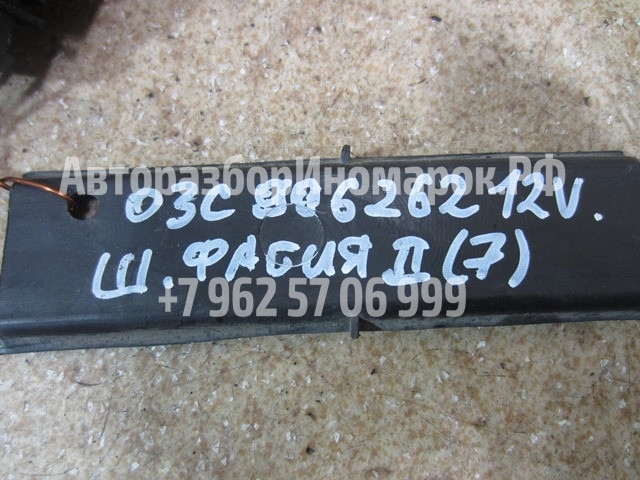 АвторазборИномарок.РФ
03C 906262 12V.
Ш. ФАБИЯ II (7)
+7 962 57 06 999